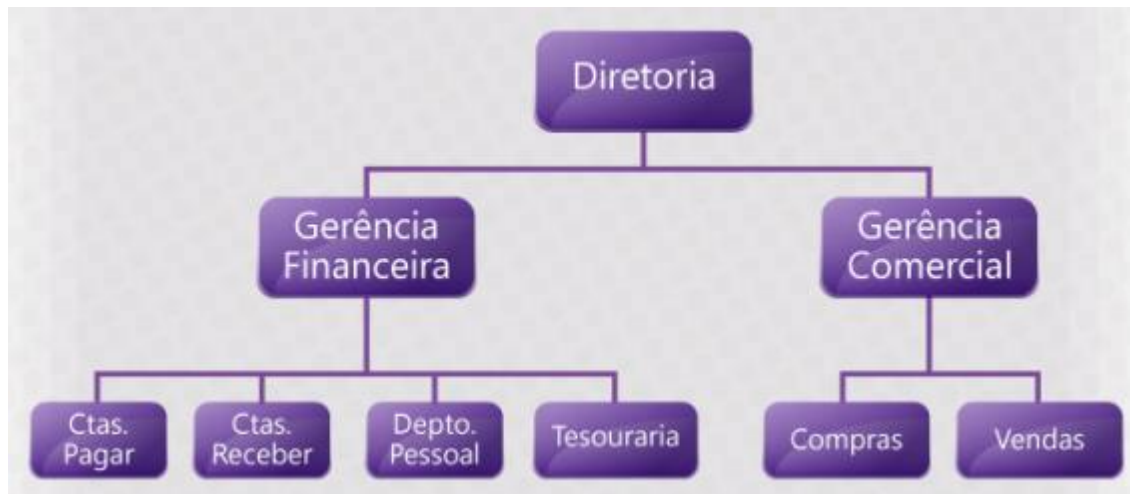 Diretoria
Gerência
Financeira
Gerência
Comercial
Ctas.
Pagar
Ctas.
Receber
Depto.
Pessoal
Tesouraria
Compras
Vendas